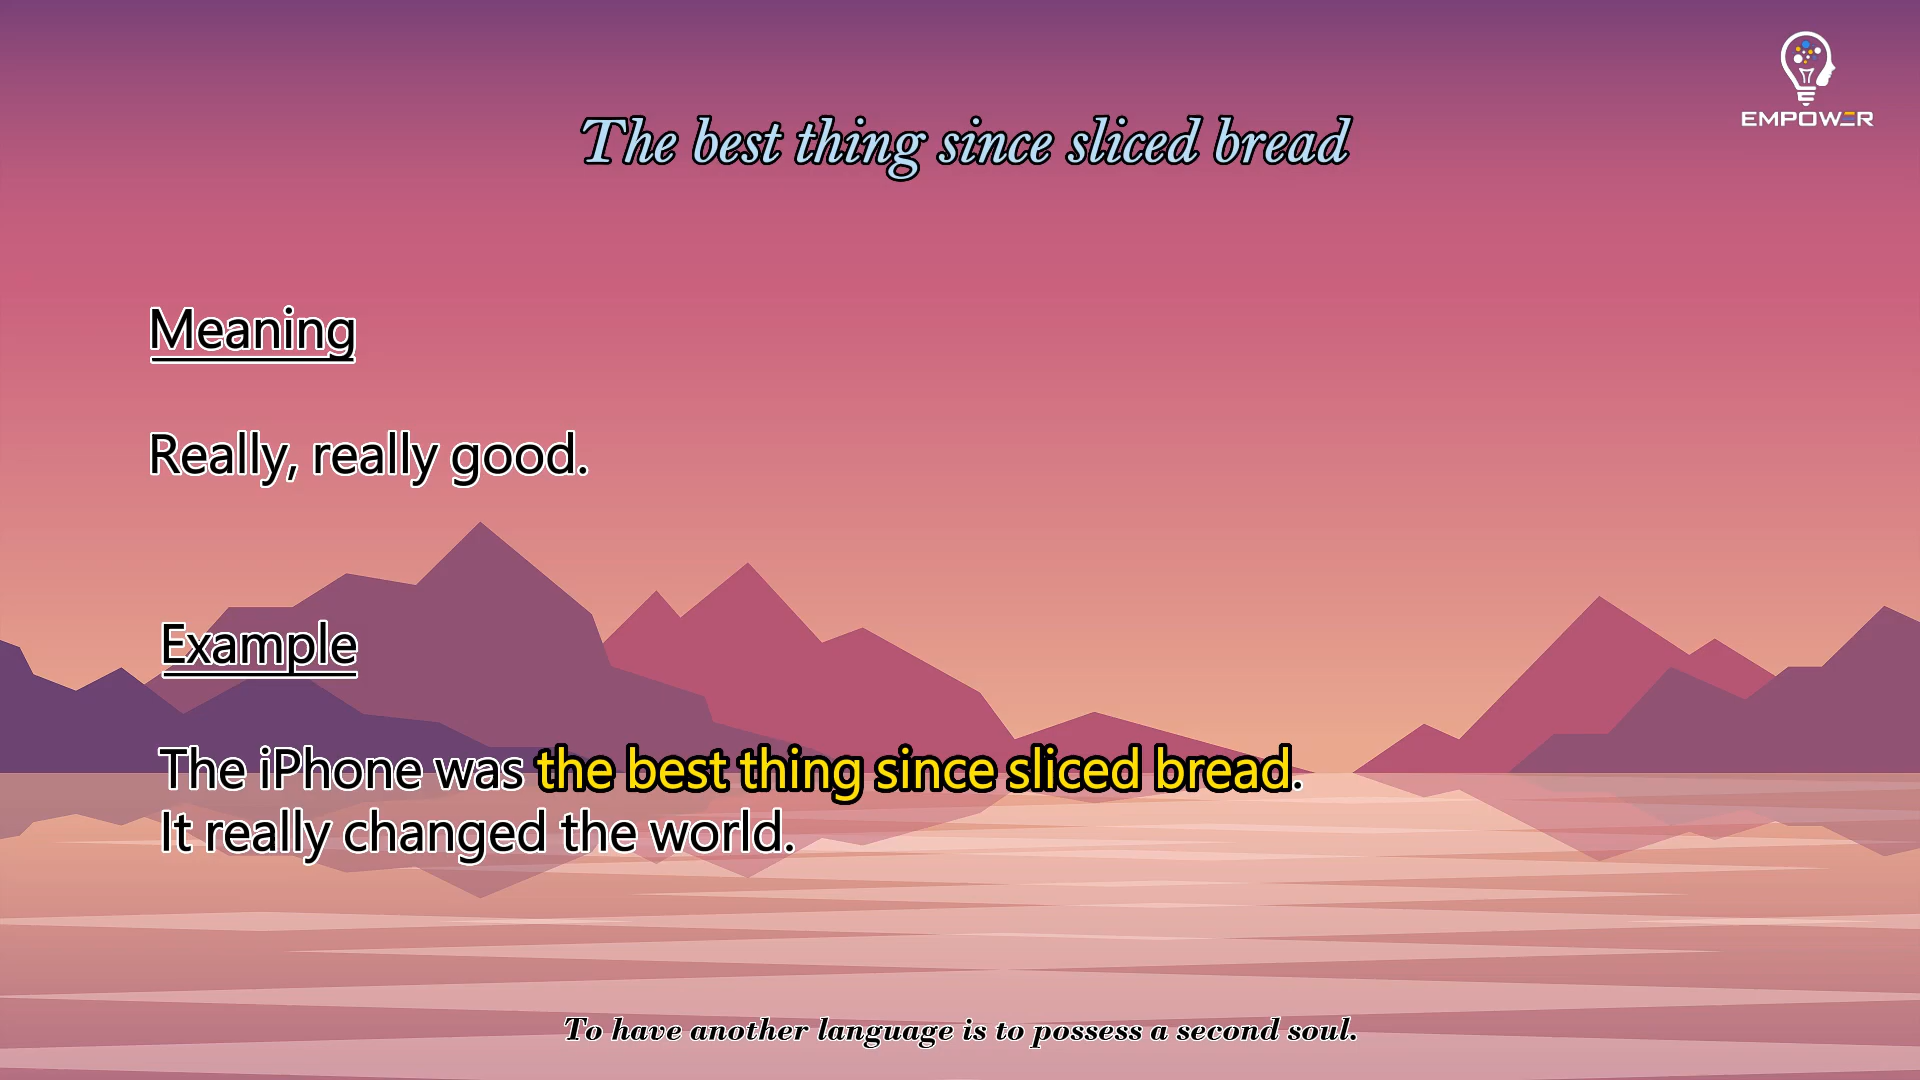 EMPOWER
The best thing since sliced bread
Meaning
Really, really good.
Example
The iPhone was the best thing since sliced bread.
It really changed the world.
To have another language is to possess a second soul.